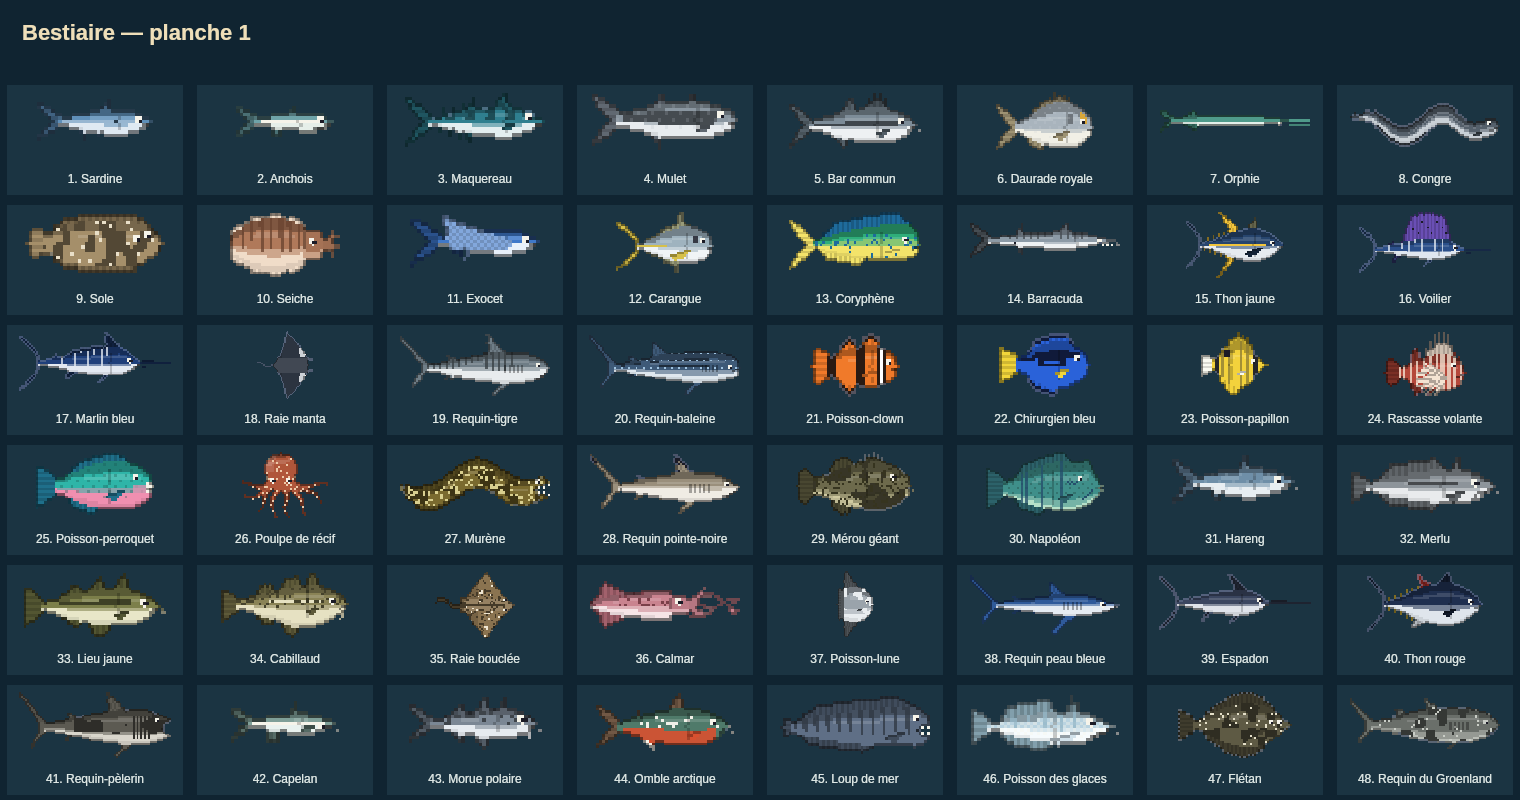 Bestiaire — planche 1
1. Sardine
2. Anchois
3. Maquereau
4. Mulet
5. Bar commun
6. Daurade royale
7. Orphie
8. Congre
9. Sole
10. Seiche
11. Exocet
12. Carangue
13. Coryphène
14. Barracuda
15. Thon jaune
16. Voilier
17. Marlin bleu
18. Raie manta
19. Requin-tigre
20. Requin-baleine
21. Poisson-clown
22. Chirurgien bleu
23. Poisson-papillon
24. Rascasse volante
25. Poisson-perroquet
26. Poulpe de récif
27. Murène
28. Requin pointe-noire
29. Mérou géant
30. Napoléon
31. Hareng
32. Merlu
33. Lieu jaune
34. Cabillaud
35. Raie bouclée
36. Calmar
37. Poisson-lune
38. Requin peau bleue
39. Espadon
40. Thon rouge
41. Requin-pèlerin
42. Capelan
43. Morue polaire
44. Omble arctique
45. Loup de mer
46. Poisson des glaces
47. Flétan
48. Requin du Groenland